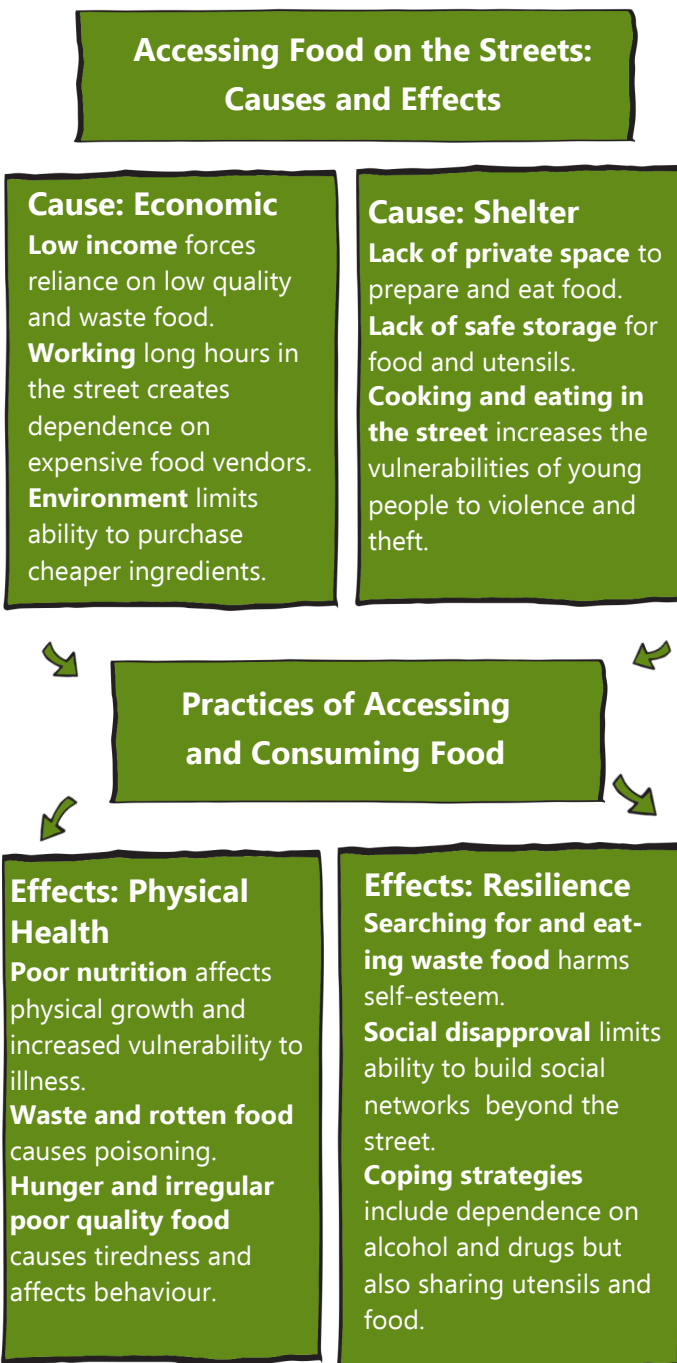 Accessing Food on the Streets:
Causes and Effects
Cause: Economic
Low income forces
reliance on low quality
and waste food.
Working long hours in
the street creates
dependence on
expensive food vendors.
Environment limits
ability to purchase
cheaper ingredients.
Cause: Shelter
Lack of private space to
prepare and eat food.
Lack of safe storage for
food and utensils.
Cooking and eating in
the street increases the
vulnerabilities of young
people to violence and
theft.
Practices of Accessing
and Consuming Food
Effects: Physical
Health
Poor nutrition affects
physical growth and
increased vulnerability to
illness.
Waste and rotten food
causes poisoning.
Hunger and irregular
poor quality food
causes tiredness and
affects behaviour.
Effects: Resilience
Searching for and eat-
ing waste food harms
self-esteem.
Social disapproval limits
ability to build social
networks  beyond the
street.
Coping strategies
include dependence on
alcohol and drugs but
also sharing utensils and
food.